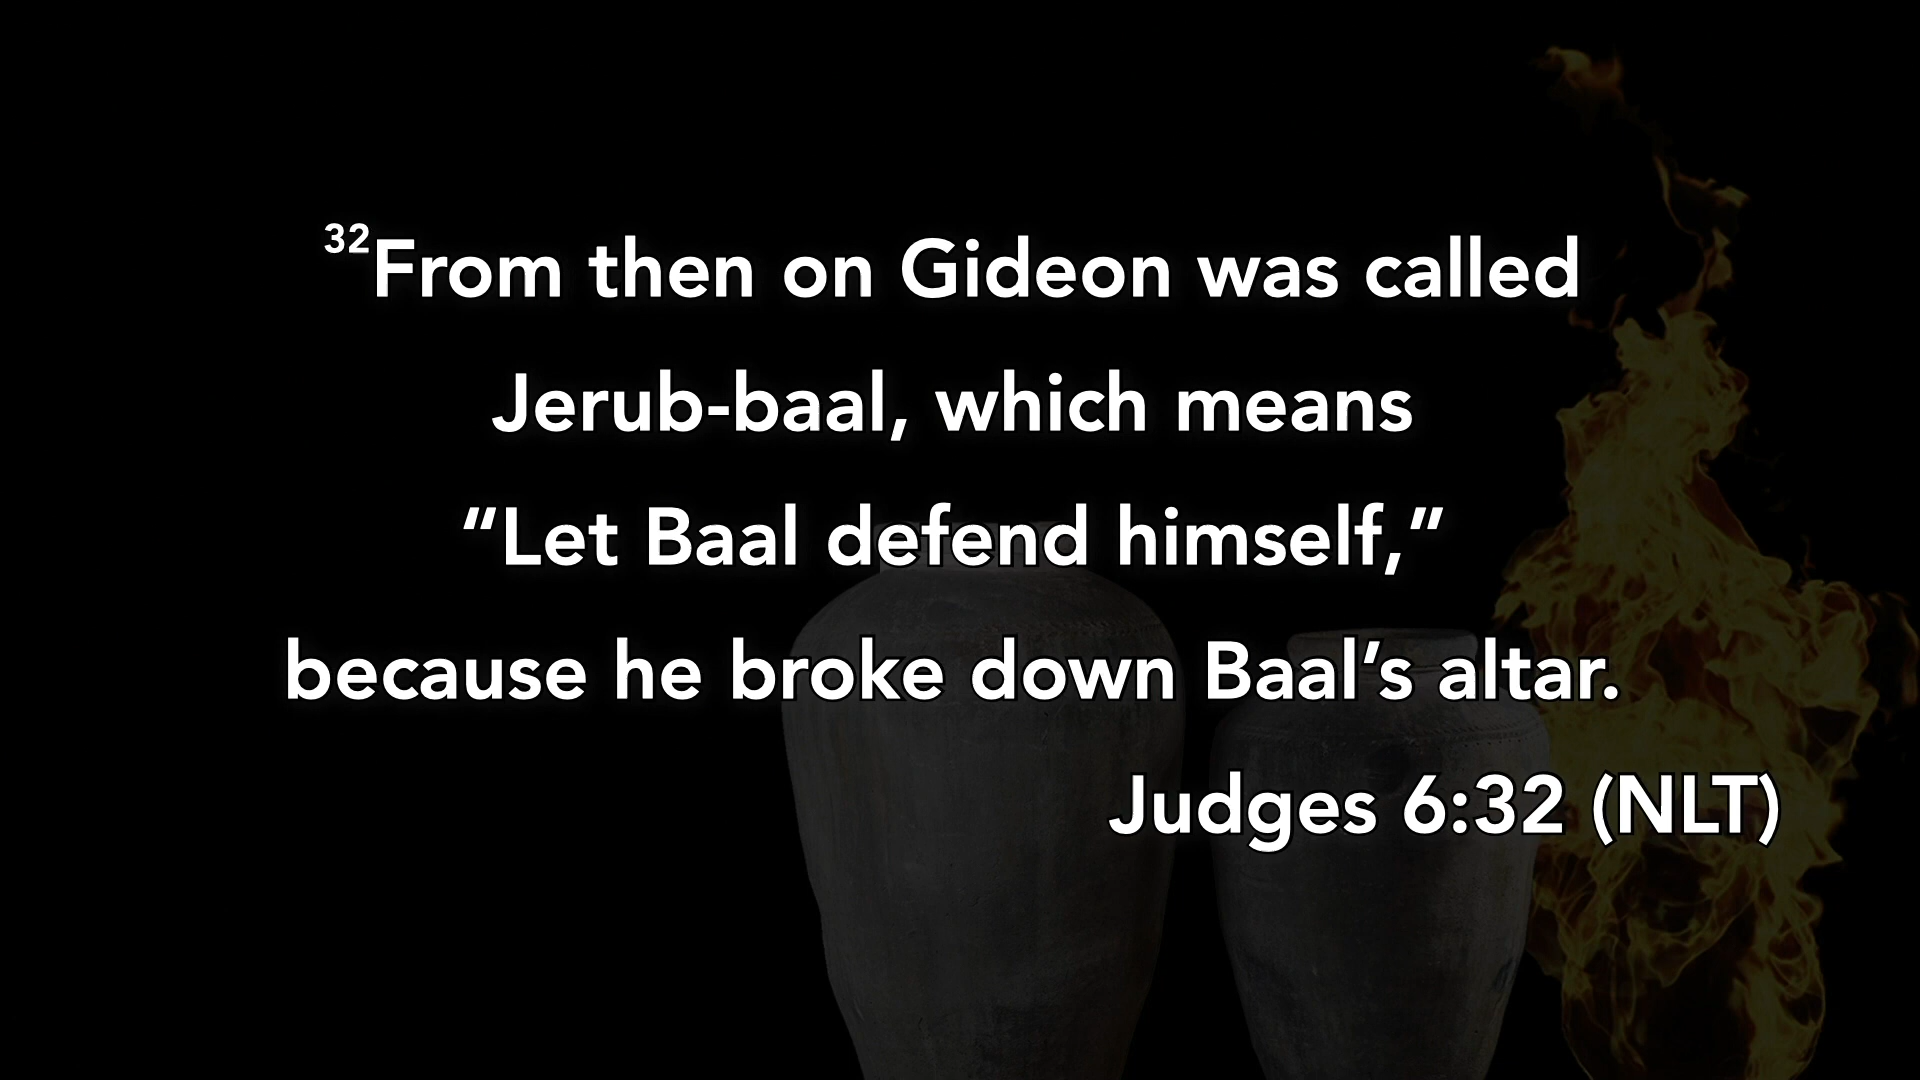 32From then on Gideon was called
Jerub-baal, which means
“Let Baal defend himself,”
because he broke down Baal’s altar.
Judges 6:32 (NLT)